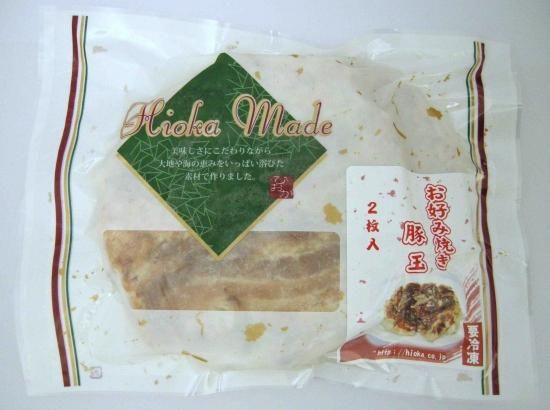 Hioka Made
美味しさにこだわりながら
大地や海の恵みをいっぱい浴びた
素材で作りました。
お好み焼き
豚玉
2枚入
要冷凍
http://hioka.co.jp